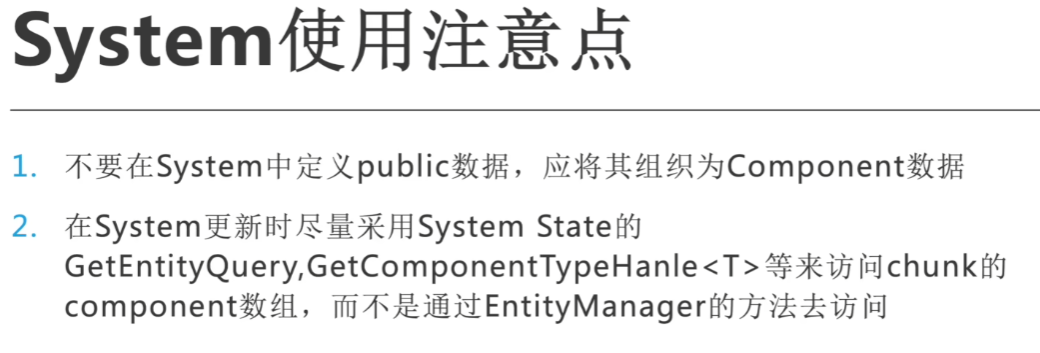 System使用注意点
1. 不要在System中定义public数据，应将其组织为Component数据
2. 在System更新时尽量采用System State的
GetEntityQuery,GetComponentTypeHanle<T>等来访问chunk的
component数组，而不是通过EntityManager的方法去访问